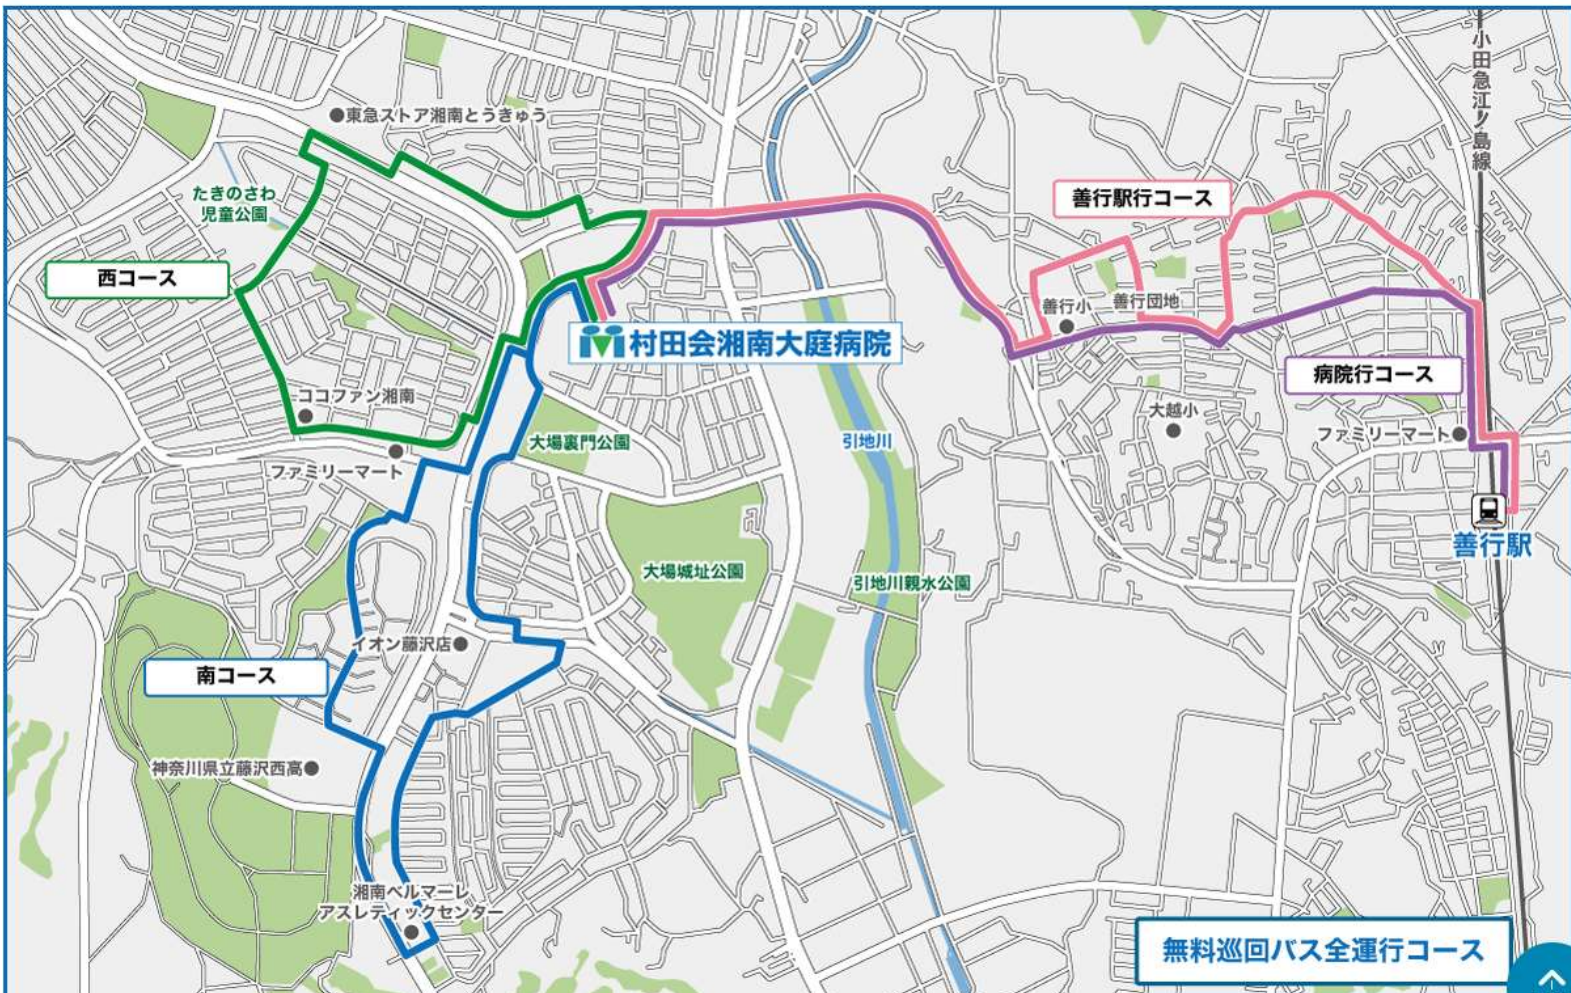 小田急江ノ島線
●東急ストア湘南とうきゅう
たきのさわ
児童公園
善行駅行コース
西コース
善行小
善行団地
村田会湘南大庭病院
病院行コース
ココファン湘南
大越小
ファミリーマート
大場裏門公園
引地川
ファミリーマート
善行駅
大場城址公園
引地川親水公園
イオン藤沢店
南コース
神奈川県立藤沢西高
湘南ベルマーレ
アスレティックセンター
無料巡回バス全運行コース